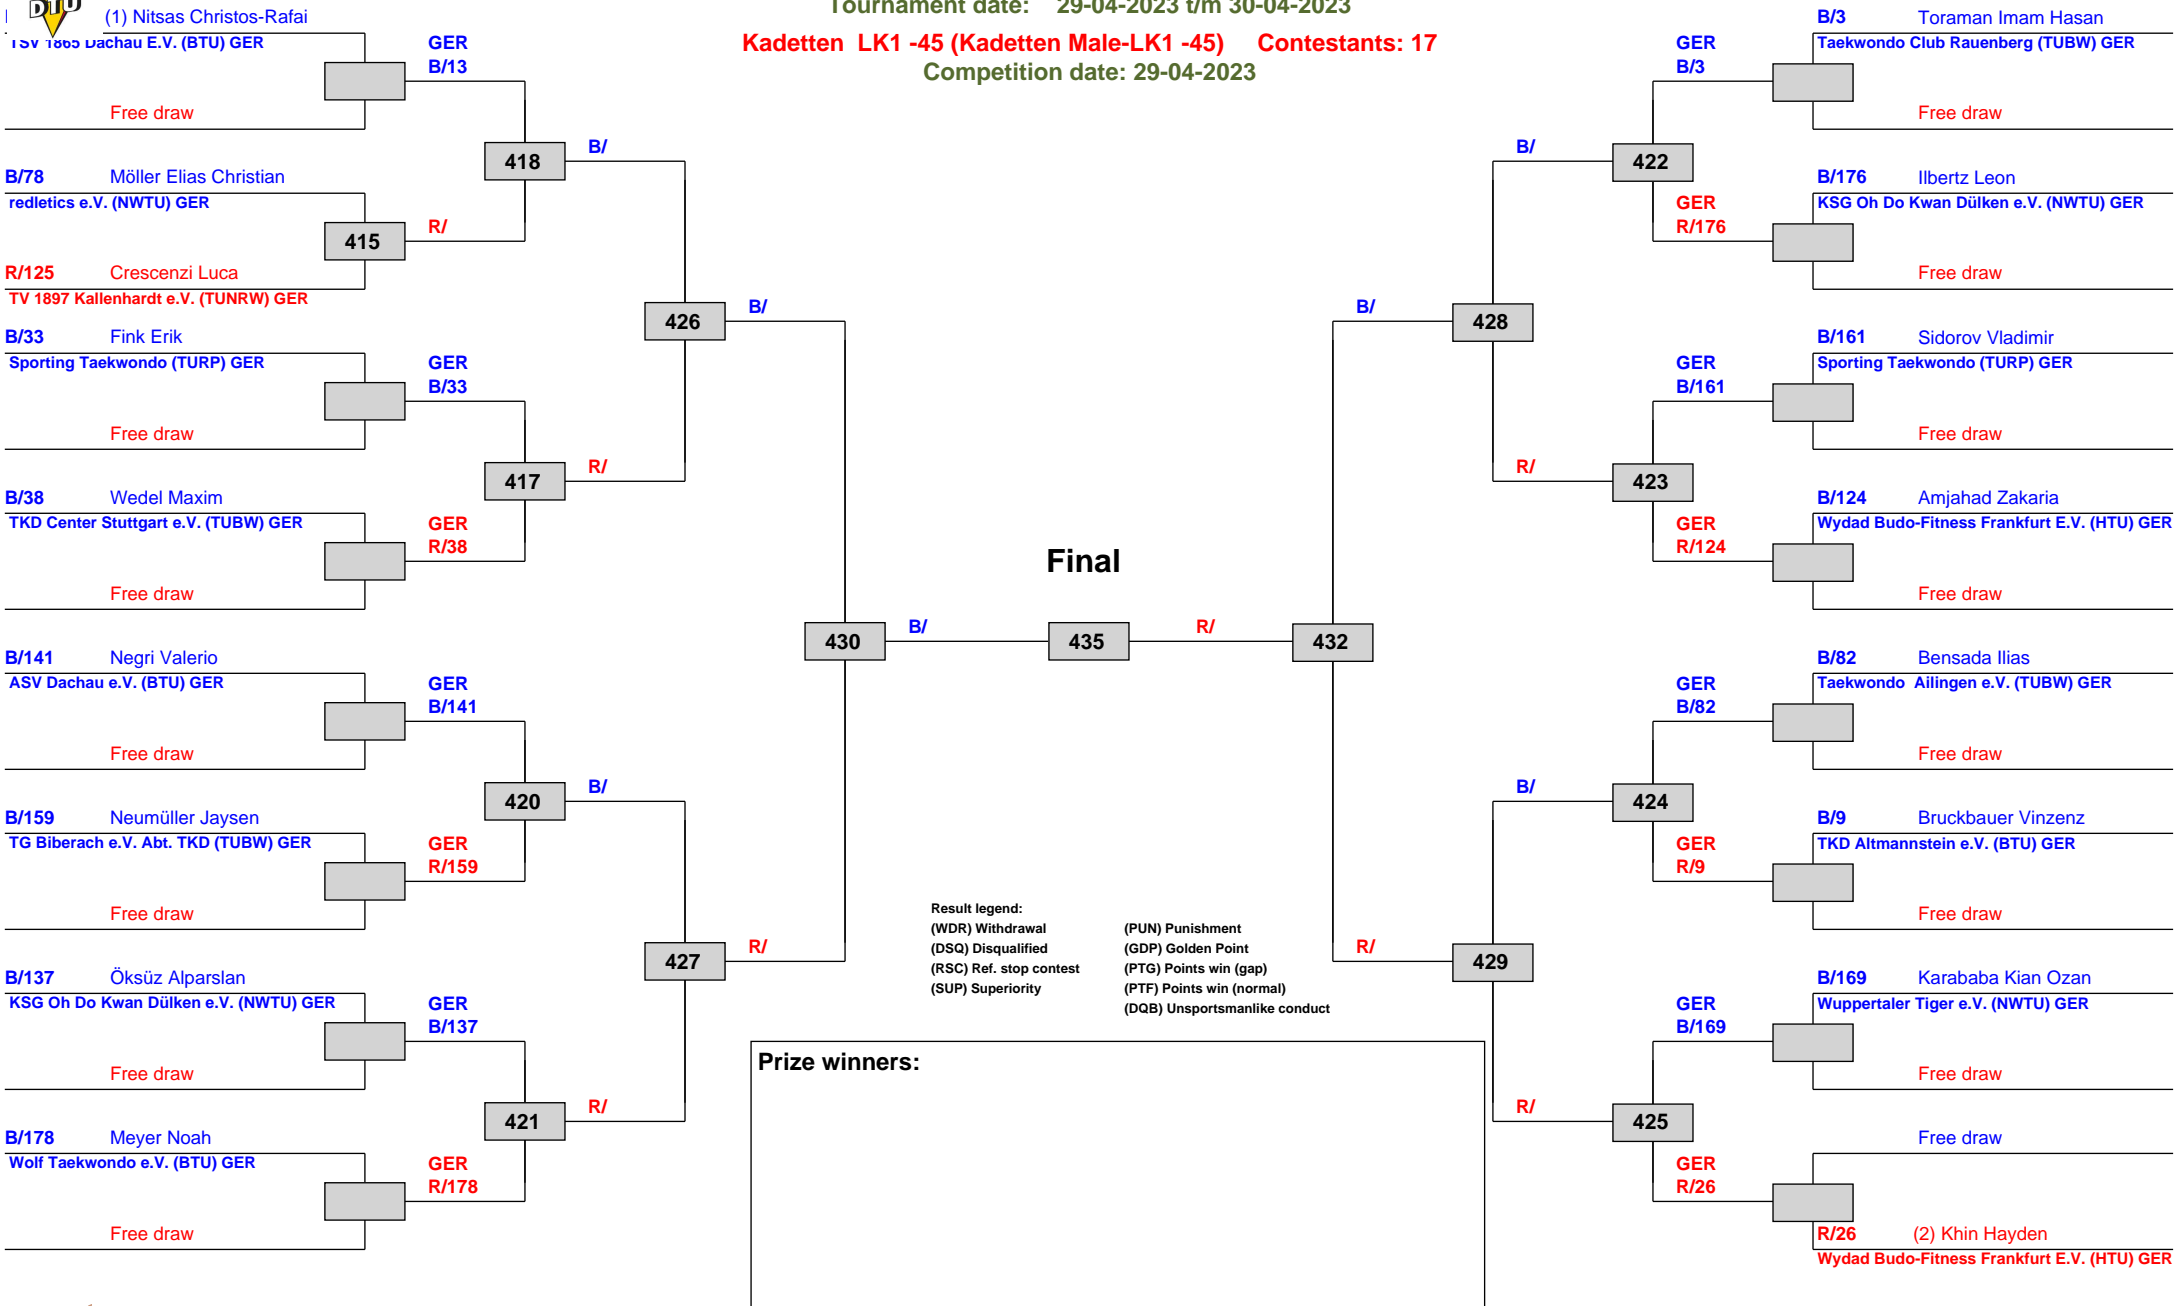 DTU
Tournament date: 29-04-2023 t/m 30-04-2023
Kadetten LK1 -45 (Kadetten Male-LK1 -45) Contestants: 17
Competition date: 29-04-2023
(1) Nitsas Christos-Rafai
TSV 1865 Dachau E.V. (BTU) GER
Free draw
B/78 Möller Elias Christian
redletics e.V. (NWTU) GER
R/125 Crescenzi Luca
TV 1897 Kallenhardt e.V. (TUNRW) GER
B/33 Fink Erik
Sporting Taekwondo (TURP) GER
Free draw
B/38 Wedel Maxim
TKD Center Stuttgart e.V. (TUBW) GER
Free draw
B/141 Negri Valerio
ASV Dachau e.V. (BTU) GER
Free draw
B/159 Neumüller Jaysen
TG Biberach e.V. Abt. TKD (TUBW) GER
Free draw
B/137 Öksüz Alparslan
KSG Oh Do Kwan Dülken e.V. (NWTU) GER
Free draw
B/178 Meyer Noah
Wolf Taekwondo e.V. (BTU) GER
Free draw
415
GER
B/13
R/
GER
B/33
GER
R/38
GER
B/141
GER
R/159
GER
B/137
GER
R/178
418
417
420
421
B/
R/
B/
R/
426
427
B/
R/
430
B/
Final
435
R/
432
B/
R/
428
429
B/
R/
B/
R/
422
423
424
425
GER
B/3
GER
R/176
GER
B/161
GER
R/124
GER
B/82
GER
R/9
GER
B/169
GER
R/26
B/3 Toraman Imam Hasan
Taekwondo Club Rauenberg (TUBW) GER
Free draw
B/176 Ilbertz Leon
KSG Oh Do Kwan Dülken e.V. (NWTU) GER
Free draw
B/161 Sidorov Vladimir
Sporting Taekwondo (TURP) GER
Free draw
B/124 Amjahad Zakaria
Wydad Budo-Fitness Frankfurt E.V. (HTU) GER
Free draw
B/82 Bensada Ilias
Taekwondo Ailingen e.V. (TUBW) GER
Free draw
B/9 Bruckbauer Vinzenz
TKD Altmannstein e.V. (BTU) GER
Free draw
B/169 Karababa Kian Ozan
Wuppertaler Tiger e.V. (NWTU) GER
Free draw
Free draw
R/26 (2) Khin Hayden
Wydad Budo-Fitness Frankfurt E.V. (HTU) GER
Result legend:
(WDR) Withdrawal (PUN) Punishment
(DSQ) Disqualified (GDP) Golden Point
(RSC) Ref. stop contest (PTG) Points win (gap)
(SUP) Superiority (PTF) Points win (normal)
(DQB) Unsportsmanlike conduct
Prize winners: